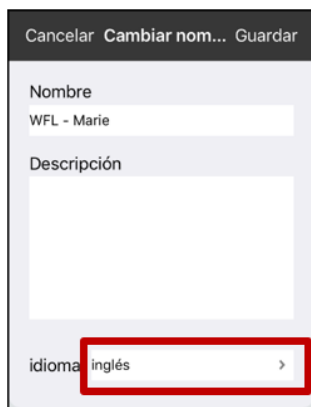 Cancelar Cambiar nom... Guardar
Nombre
WFL - Marie
Descripción
idioma inglés